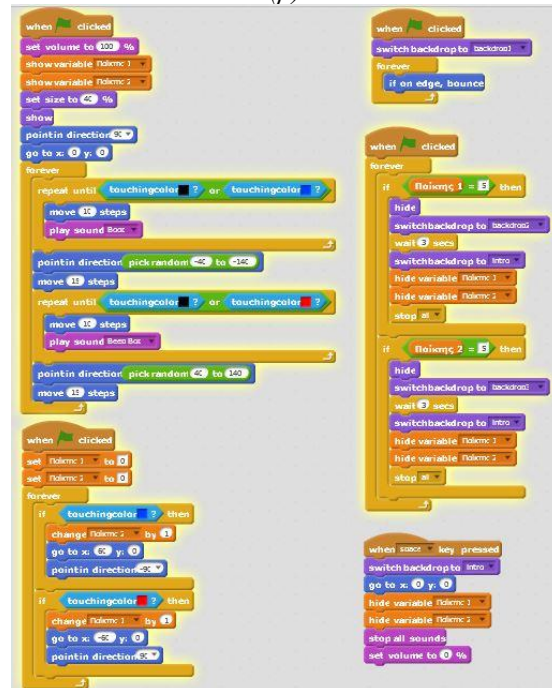 (γ)
when clicked
set volume to 100 %
show variable Παίκτης 1
show variable Παίκτης 2
set size to 40 %
show
point in direction 90
go to x: 0 y: 0
forever
repeat until touching color ? or touching color ?
move 10 steps
play sound
point in direction pick random -40 to -140
move 15 steps
repeat until touching color ? or touching color ?
move 10 steps
play sound
point in direction pick random 40 to 140
move 15 steps
when clicked
set Παίκτης 1 to 0
set Παίκτης 2 to 0
forever
if touching color ? then
change Παίκτης 2 by 1
go to x: 60 y: 0
point in direction -90
if touching color ? then
change Παίκτης by 1
go to x: -60 y: 0
point in direction 90
when clicked
switch backdrop to backdrop1
forever
if on edge, bounce
when clicked
forever
if Παίκτης 1 = 5 then
hide
switch backdrop to backdrop2
wait 3 secs
switch backdrop to Intro
hide variable Παίκτης 1
hide variable Παίκτης 2
stop all
if Παίκτης 2 = 5 then
hide
switch backdrop to
wait 3 secs
switch backdrop to Intro
hide variable Παίκτης 1
hide variable Παίκτης 2
stop all
when space key pressed
switch backdrop to Intro
go to x: 0 y: 0
hide variable Παίκτης 1
hide variable Παίκτης 2
stop all sounds
set volume to 0 %